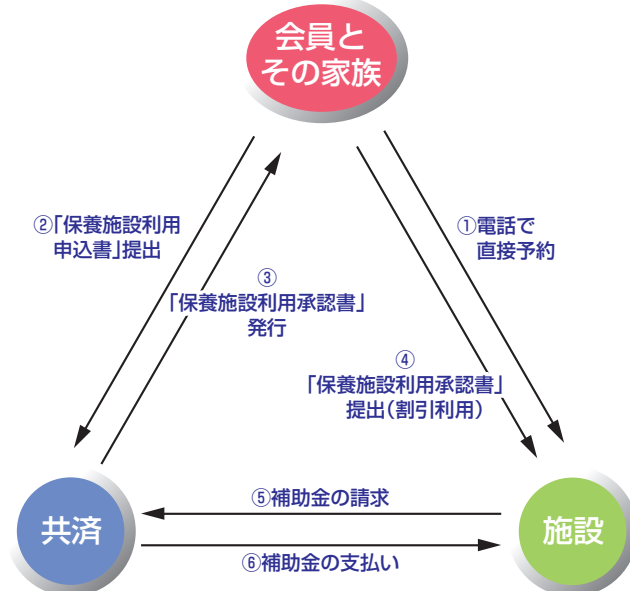 会員と
その家族
②「保養施設利用
申込書」提出
①電話で
直接予約
③
「保養施設利用承認書」
発行
④
「保養施設利用承認書」
提出(割引利用)
共済
⑤補助金の請求
施設
⑥補助金の支払い